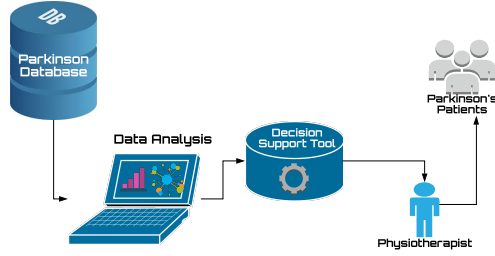 DB
Parkinson
Database
Data Analysis
Decision
Support Tool
Parkinson's
Patients
Physiotherapist